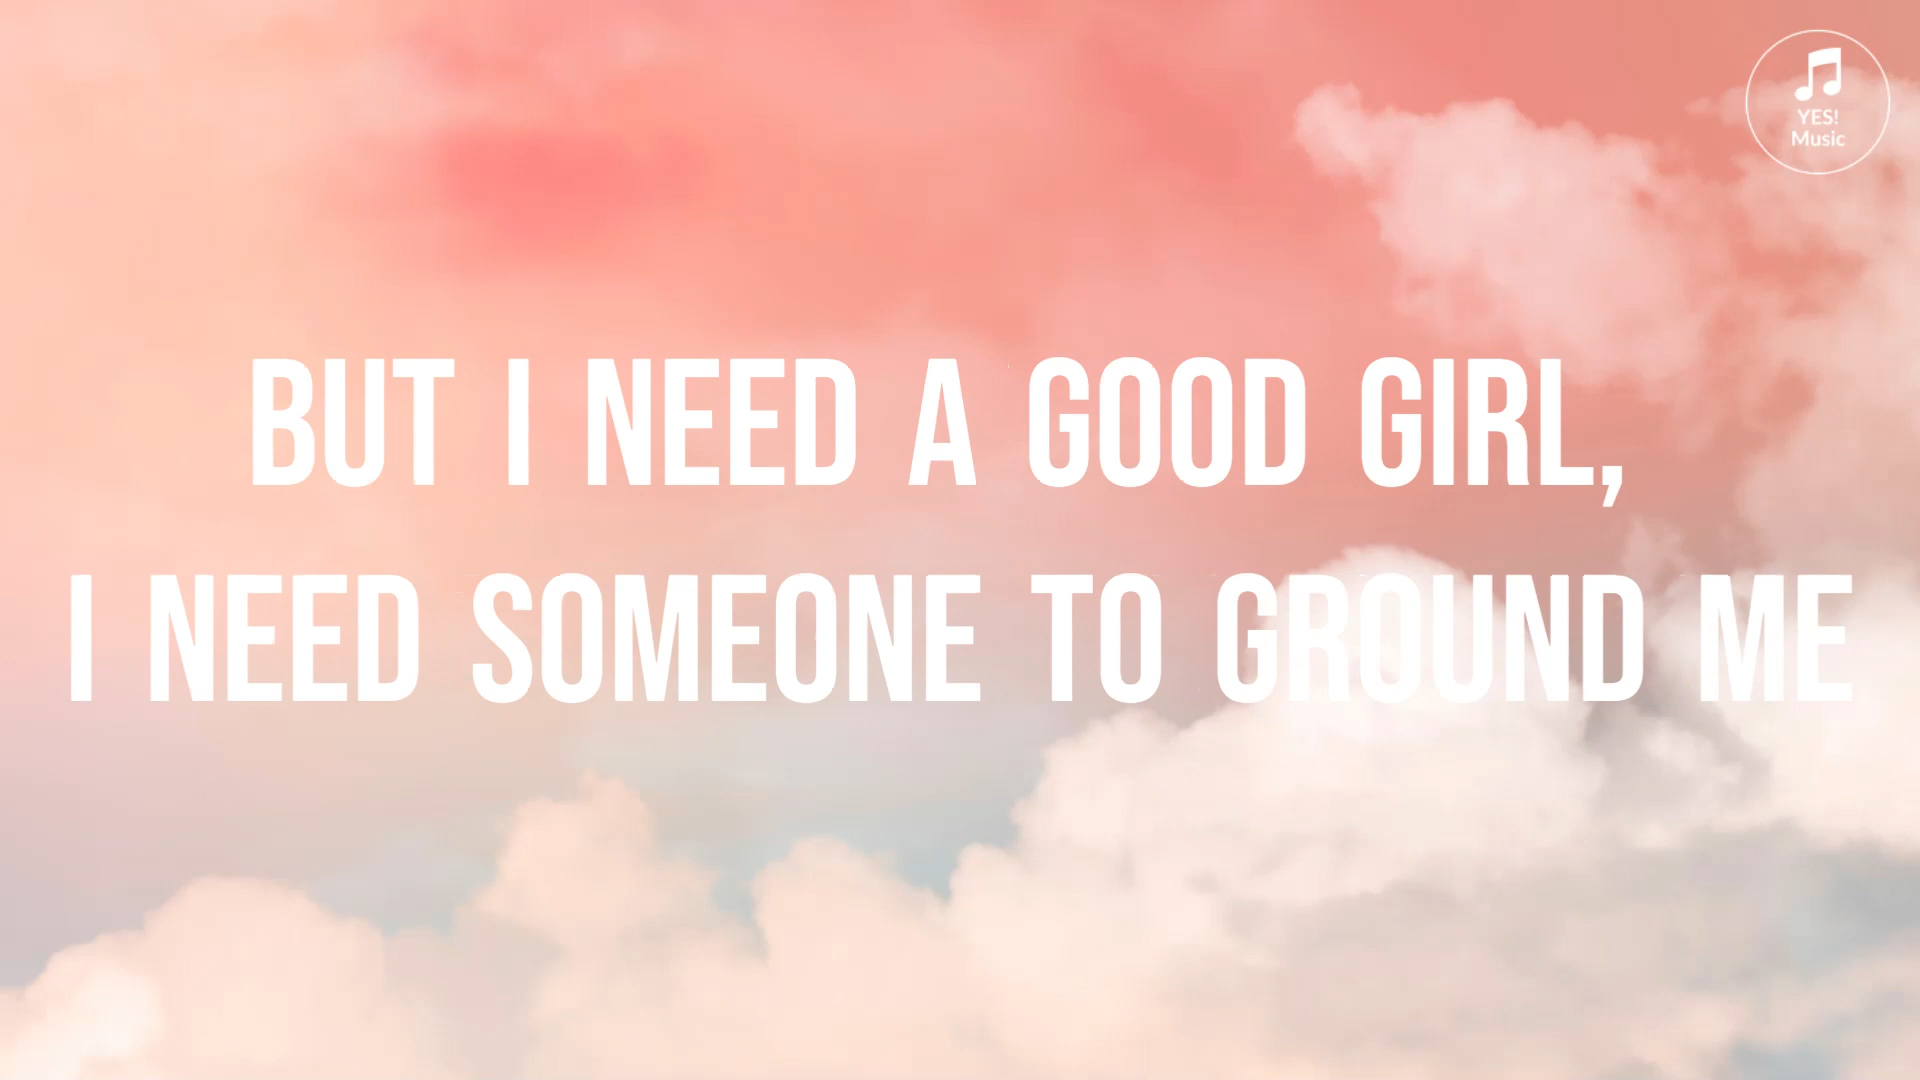 YES!
Music
BUT I NEED A GOOD GIRL,
I NEED SOMEONE TO GROUND ME